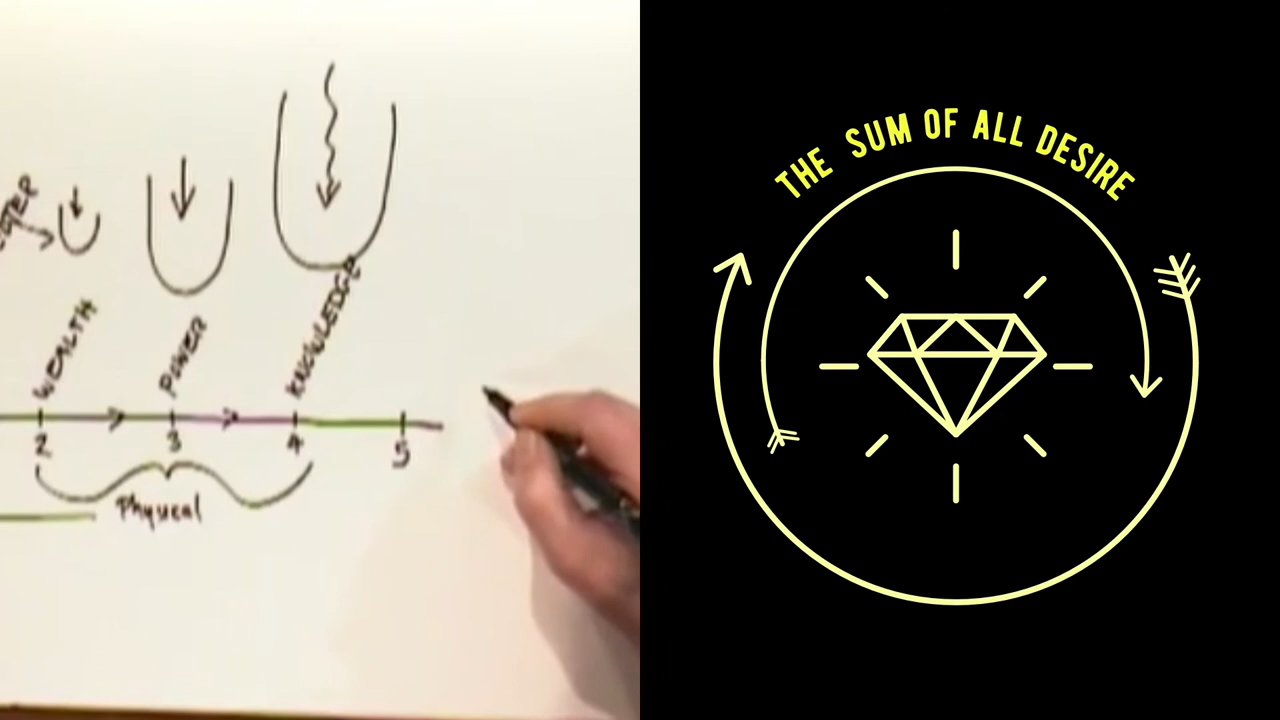 WEALTH
POWER
KNOWLEDGE
2 3 4 5
Physical
THE SUM OF ALL DESIRE